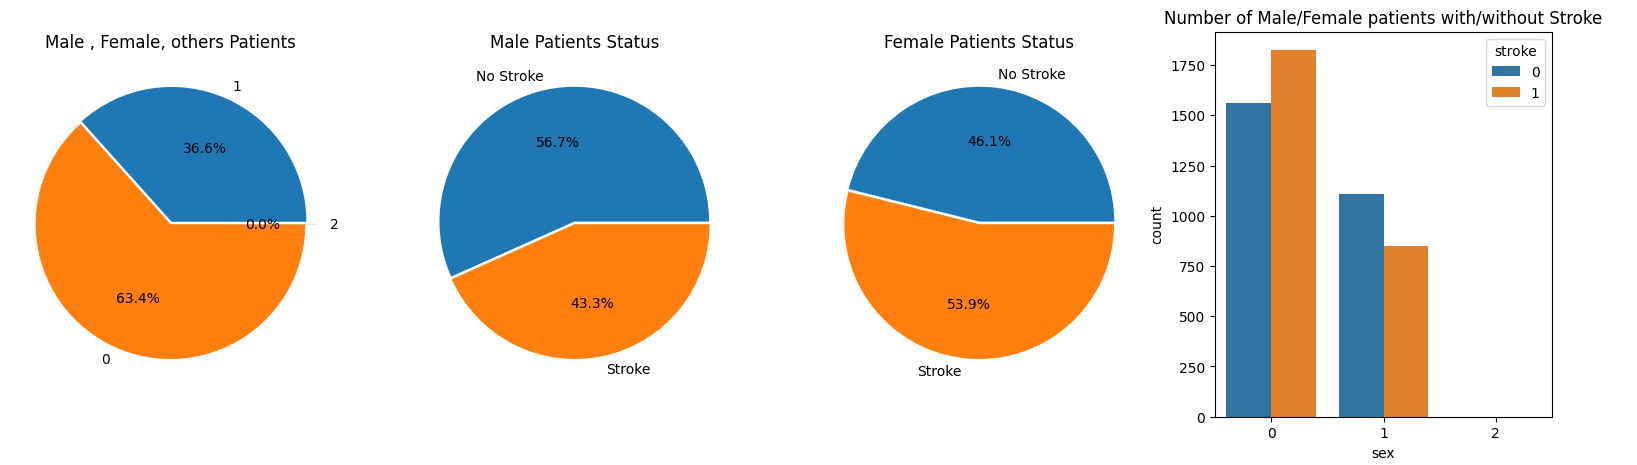 Male , Female, others Patients
1
36.6%
0.0%
2
63.4%
0
Male Patients Status
No Stroke
56.7%
43.3%
Stroke
Female Patients Status
No Stroke
46.1%
53.9%
Stroke
Number of Male/Female patients with/without Stroke
stroke
0
1
1750
1500
1250
1000
750
500
250
0
count
0 1 2
sex